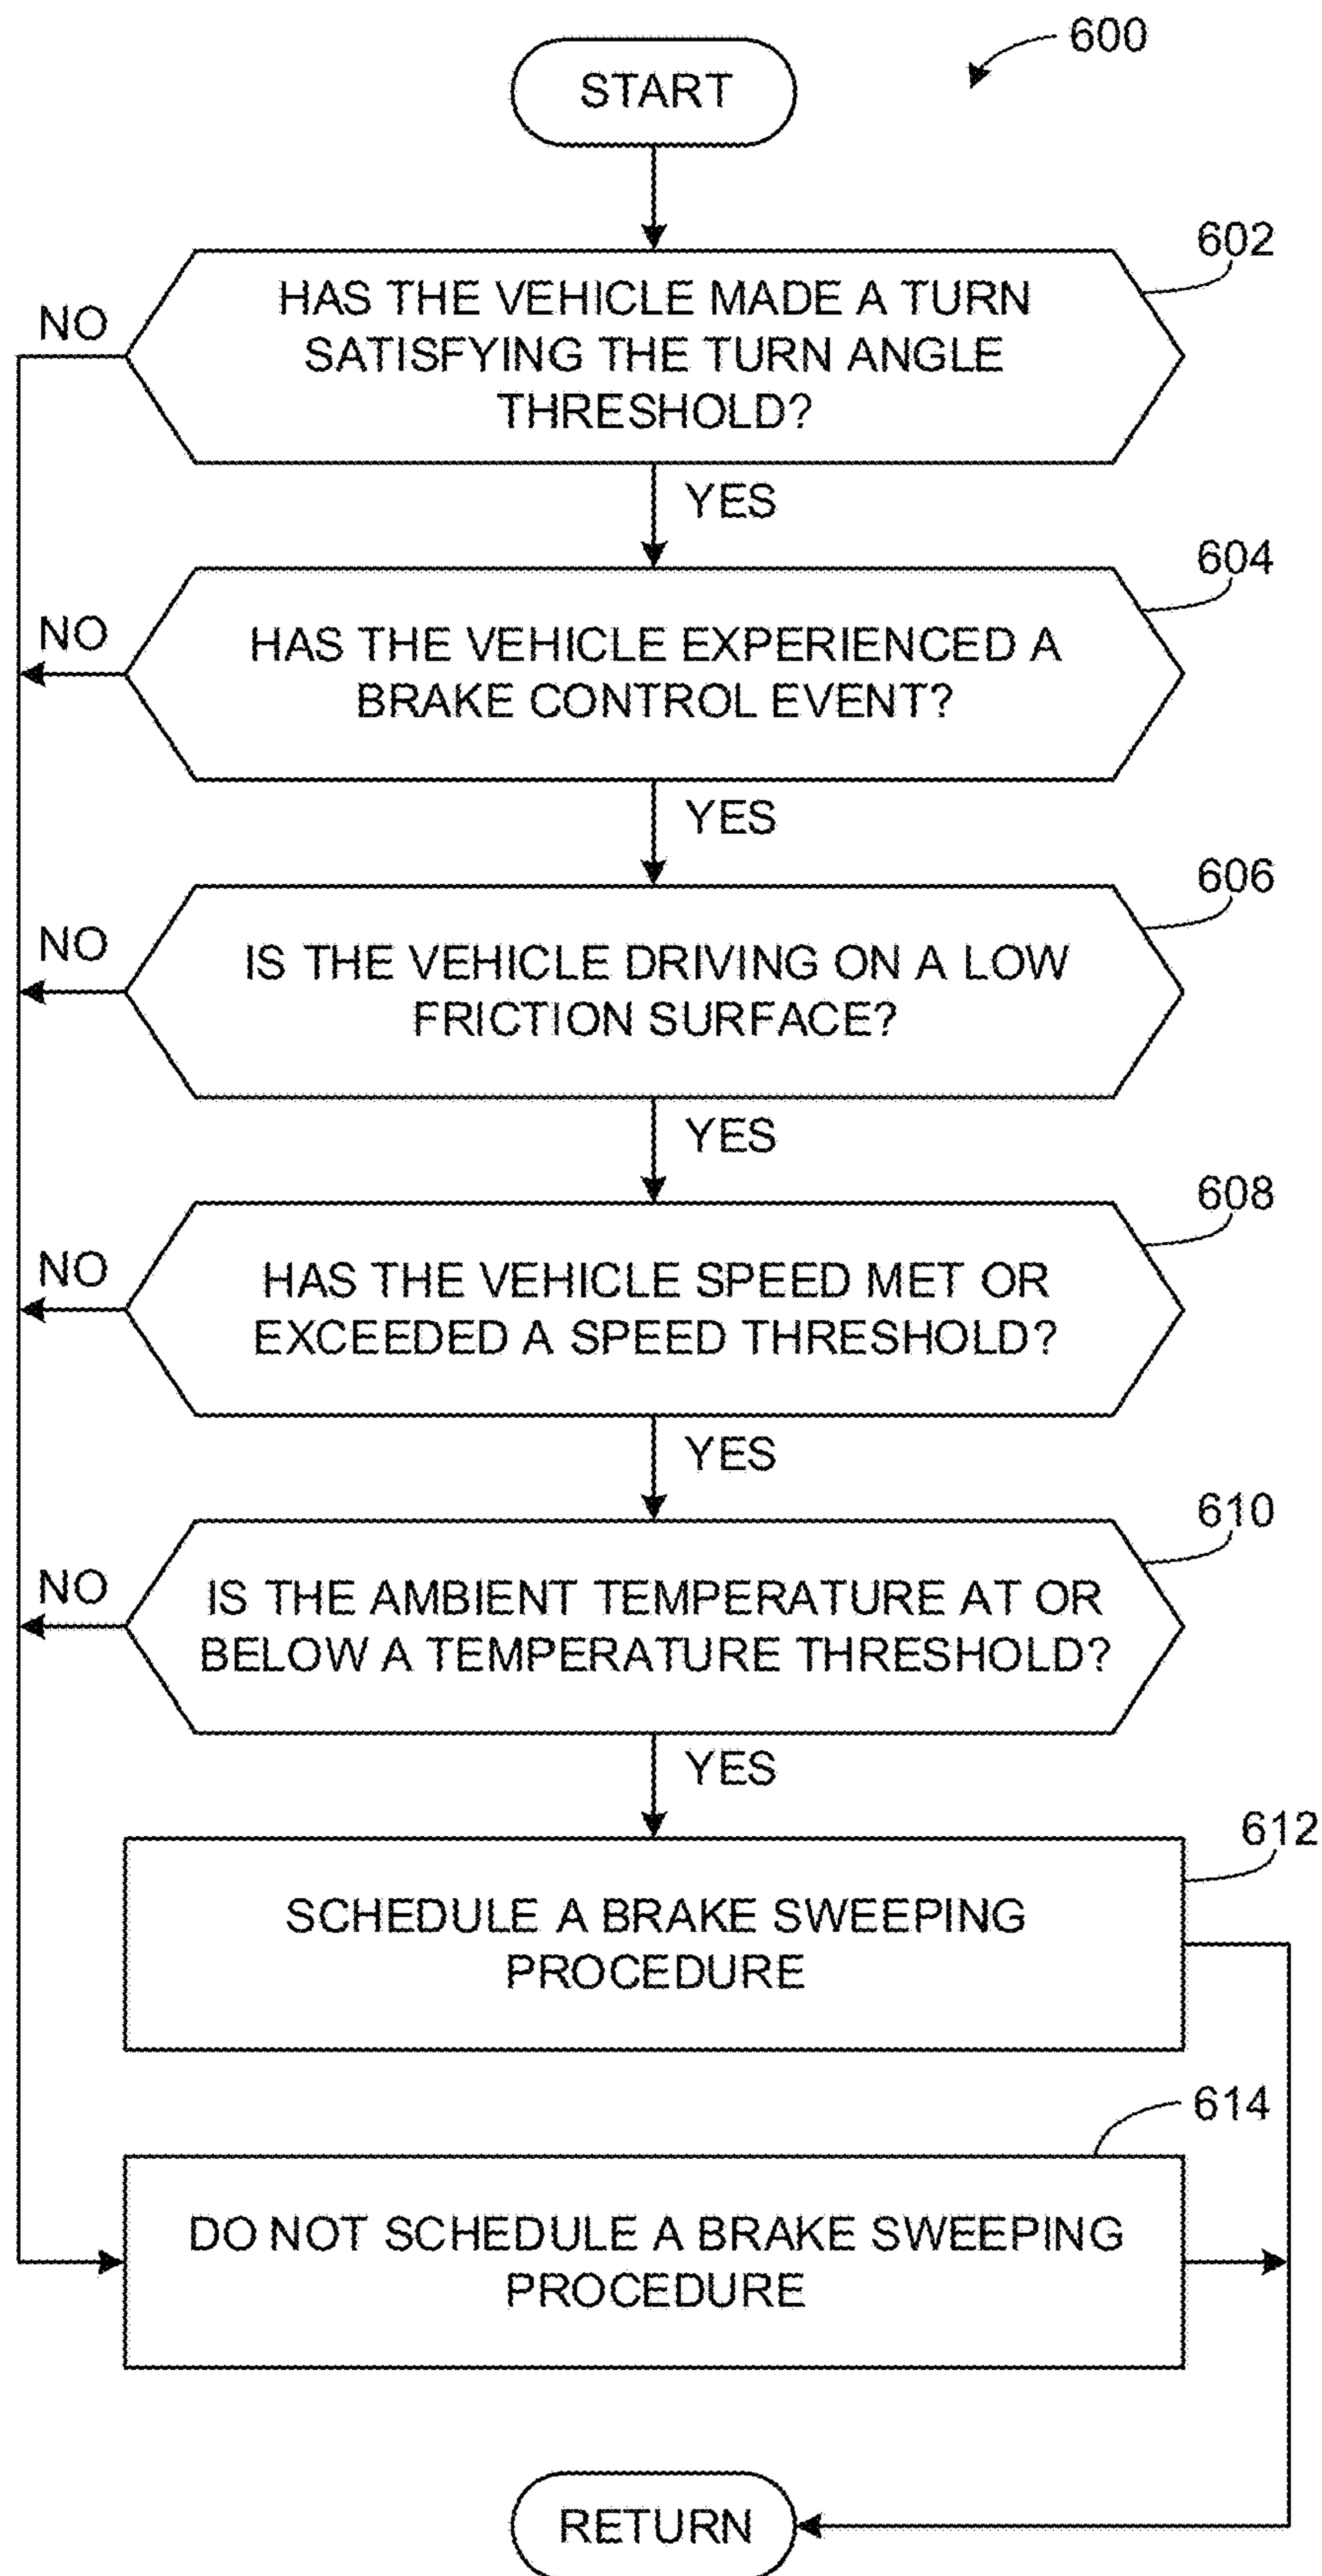 600
START
602
HAS THE VEHICLE MADE A TURN
SATISFYING THE TURN ANGLE
THRESHOLD?
NO
YES
604
HAS THE VEHICLE EXPERIENCED A
BRAKE CONTROL EVENT?
NO
YES
606
IS THE VEHICLE DRIVING ON A LOW
FRICTION SURFACE?
NO
YES
608
HAS THE VEHICLE SPEED MET OR
EXCEEDED A SPEED THRESHOLD?
NO
YES
610
IS THE AMBIENT TEMPERATURE AT OR
BELOW A TEMPERATURE THRESHOLD?
NO
YES
612
SCHEDULE A BRAKE SWEEPING
PROCEDURE
614
DO NOT SCHEDULE A BRAKE SWEEPING
PROCEDURE
RETURN